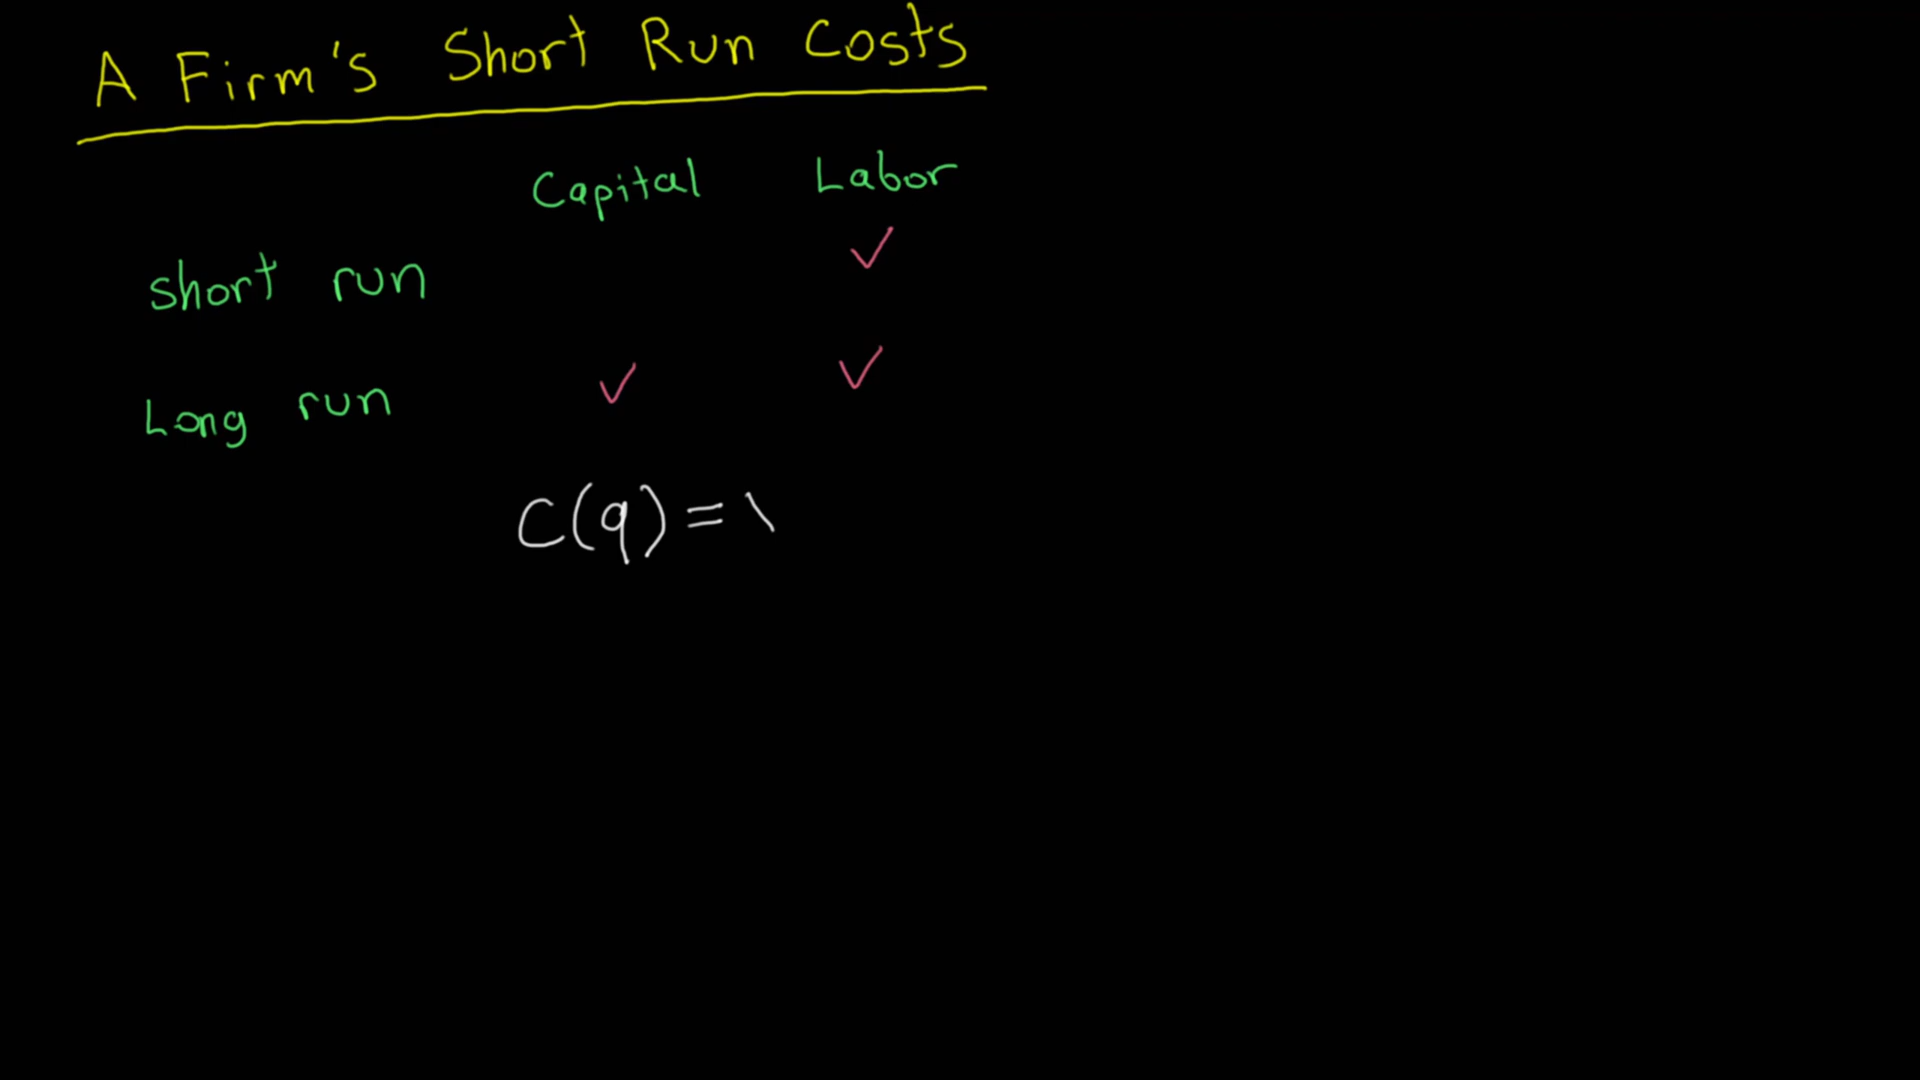 A Firm's Short Run Costs
Capital Labor
Short run ✓
Long run ✓ ✓
C(q) = \